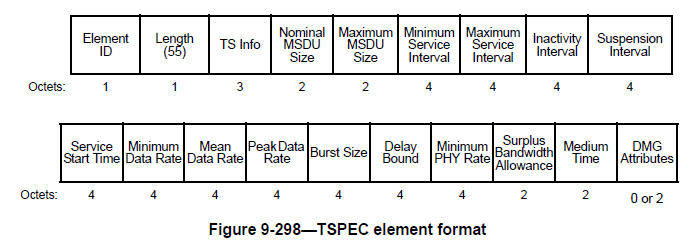 Element ID
Length (55)
TS Info
Nominal MSDU Size
Maximum MSDU Size
Minimum Service Interval
Maximum Service Interval
Inactivity Interval
Suspension Interval
Octets: 1 1 3 2 2 4 4 4 4
Service Start Time
Minimum Data Rate
Mean Data Rate
Peak Data Rate
Burst Size
Delay Bound
Minimum PHY Rate
Surplus Bandwidth Allowance
Medium Time
DMG Attributes
Octets: 4 4 4 4 4 4 4 2 2 0 or 2
Figure 9-298—TSPEC element format